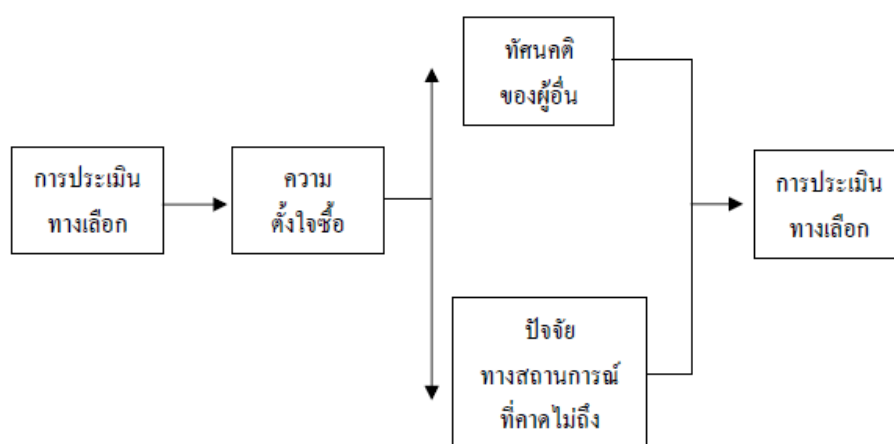 ทัศนคติ
ของผู้อื่น
การประเมิน
ทางเลือก
ความ
ตั้งใจซื้อ
การประเมิน
ทางเลือก
ปัจจัย
ทางสถานการณ์
ที่คาดไม่ถึง